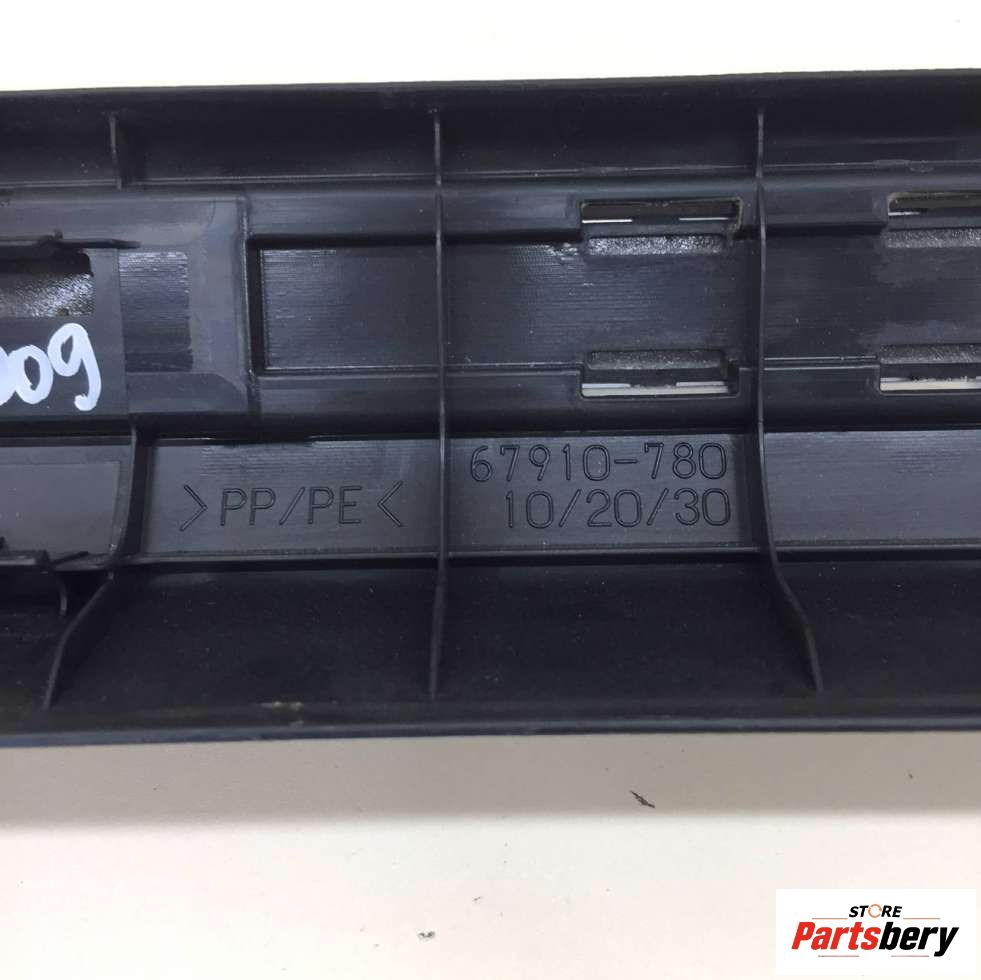 009
67910-780
>PP/PE<
10/20/30
STORE
Partsbery